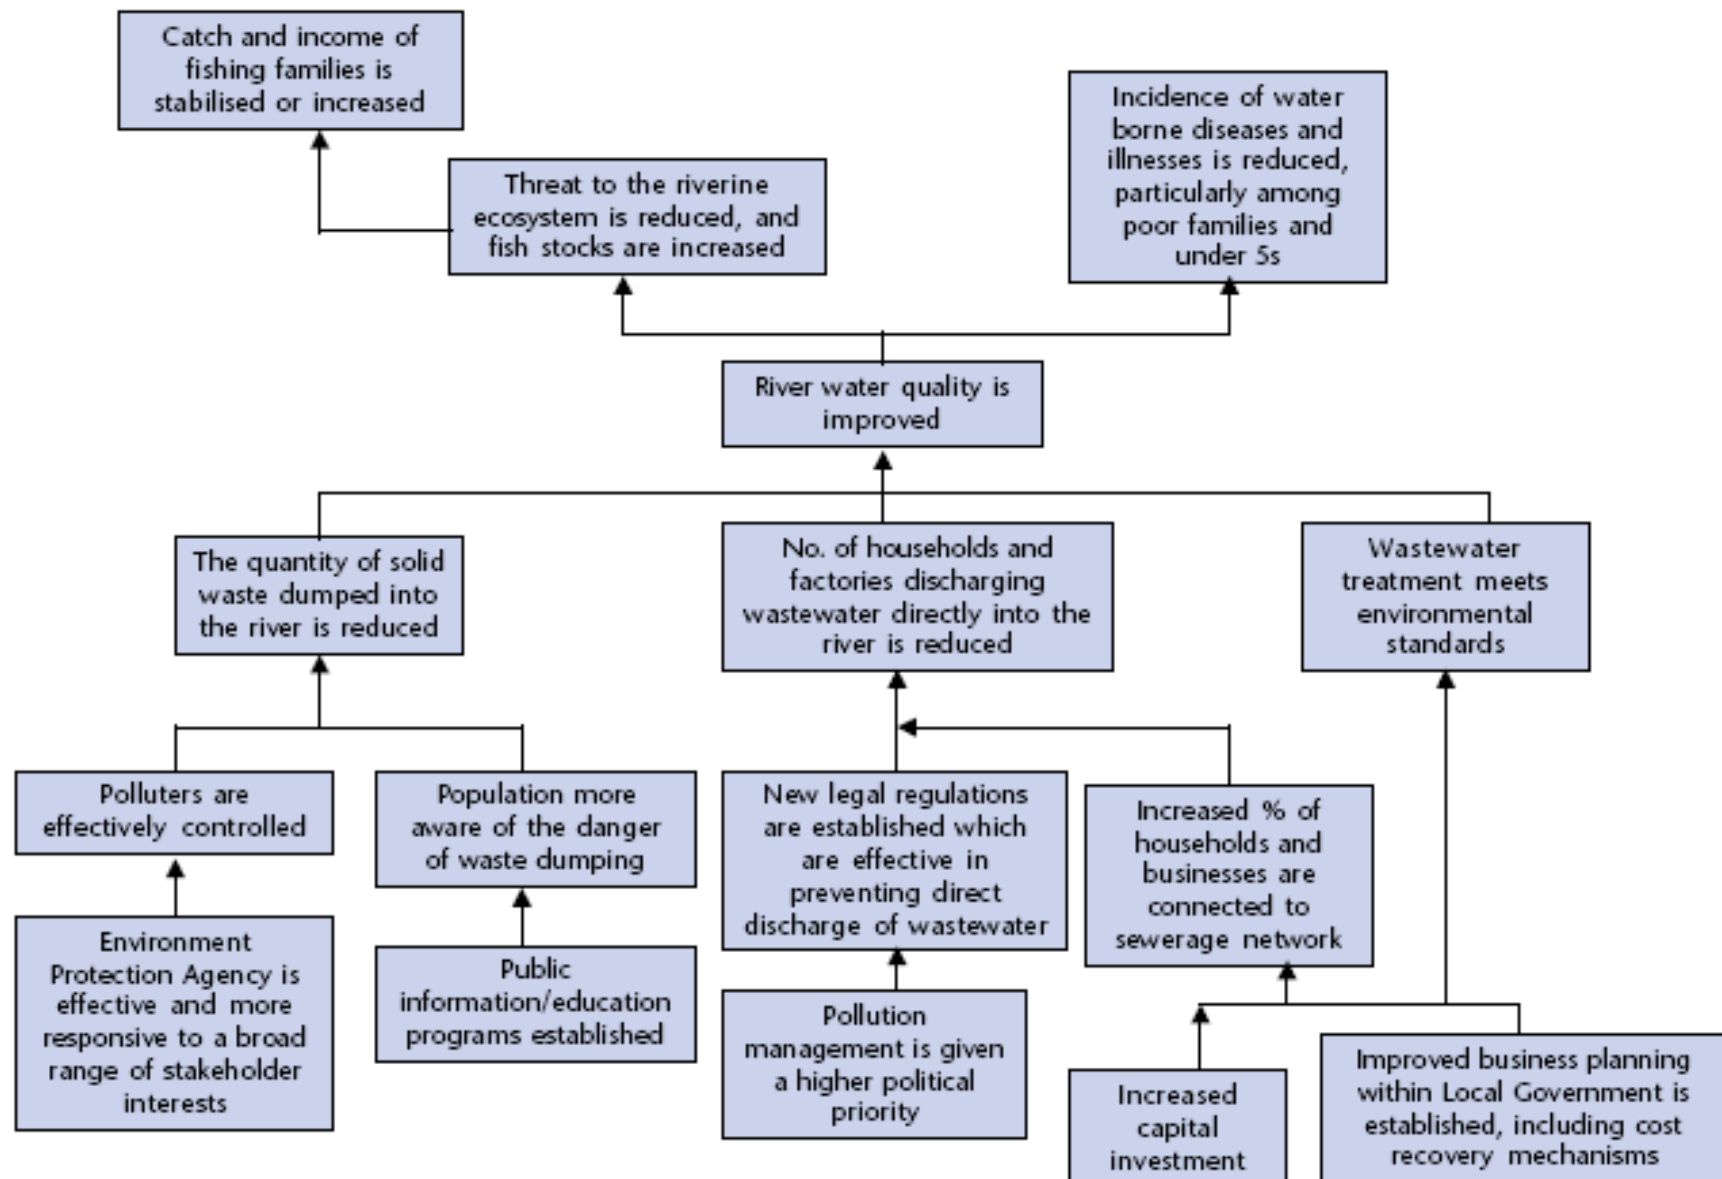 Catch and income of
fishing families is
stabilised or increased
Incidence of water
borne diseases and
illnesses is reduced,
particularly among
poor families and
under 5s
Threat to the riverine
ecosystem is reduced, and
fish stocks are increased
River water quality is
improved
The quantity of solid
waste dumped into
the river is reduced
No. of households and
factories discharging
wastewater directly into the
river is reduced
Wastewater
treatment meets
environmental
standards
Polluters are
effectively controlled
Population more
aware of the danger
of waste dumping
New legal regulations
are established which
are effective in
preventing direct
discharge of wastewater
Increased % of
households and
businesses are
connected to
sewerage network
Environment
Protection Agency is
effective and more
responsive to a broad
range of stakeholder
interests
Public
information/education
programs established
Pollution
management is given
a higher political
priority
Increased
capital
investment
Improved business planning
within Local Government is
established, including cost
recovery mechanisms